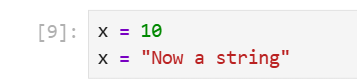 [9]: x = 10
x = "Now a string"